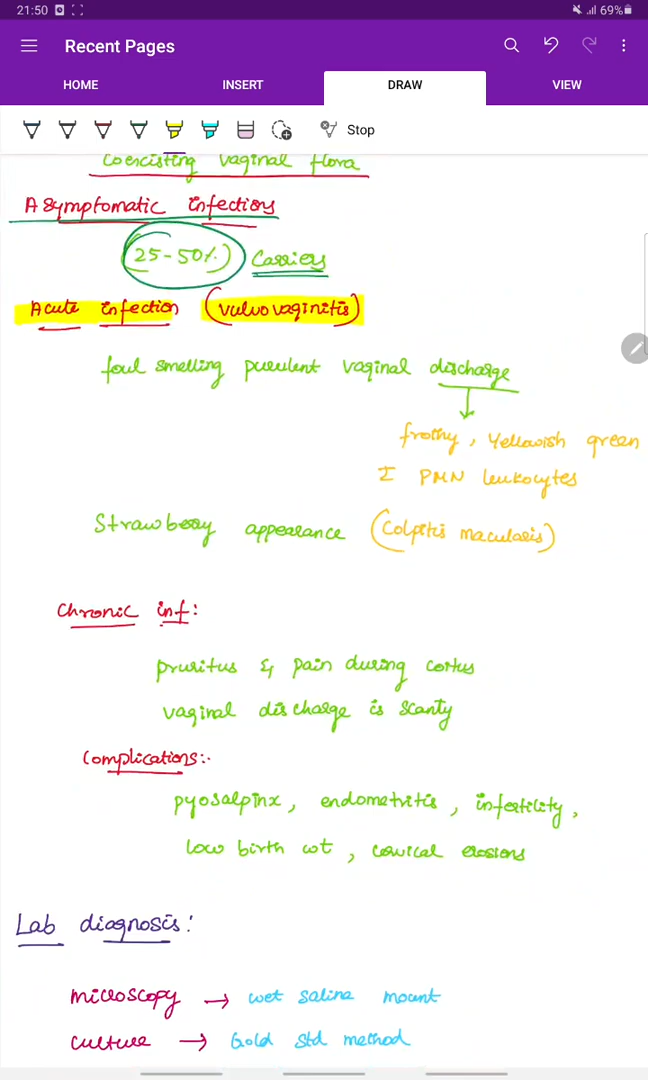 21:50 69%
Recent Pages
HOME INSERT DRAW VIEW
Stop
Coexcisting vaginal flora
Asymptomatic infections
(25-50%) Carriers
Acute infection (vulvovaginitis)
foul smelling purulent vaginal discharge
frothy, yellowish green
PMN leukocytes
Strawberry appearance (Colpitis macularis)
Chronic inf:
pruritus & pain during coitus
vaginal discharge is scanty
Complications:-
pyosalpinx, endometritis, infertility,
low birth wt, cervical erosions
Lab diagnosis:
microscopy → wet saline mount
culture → Gold std method